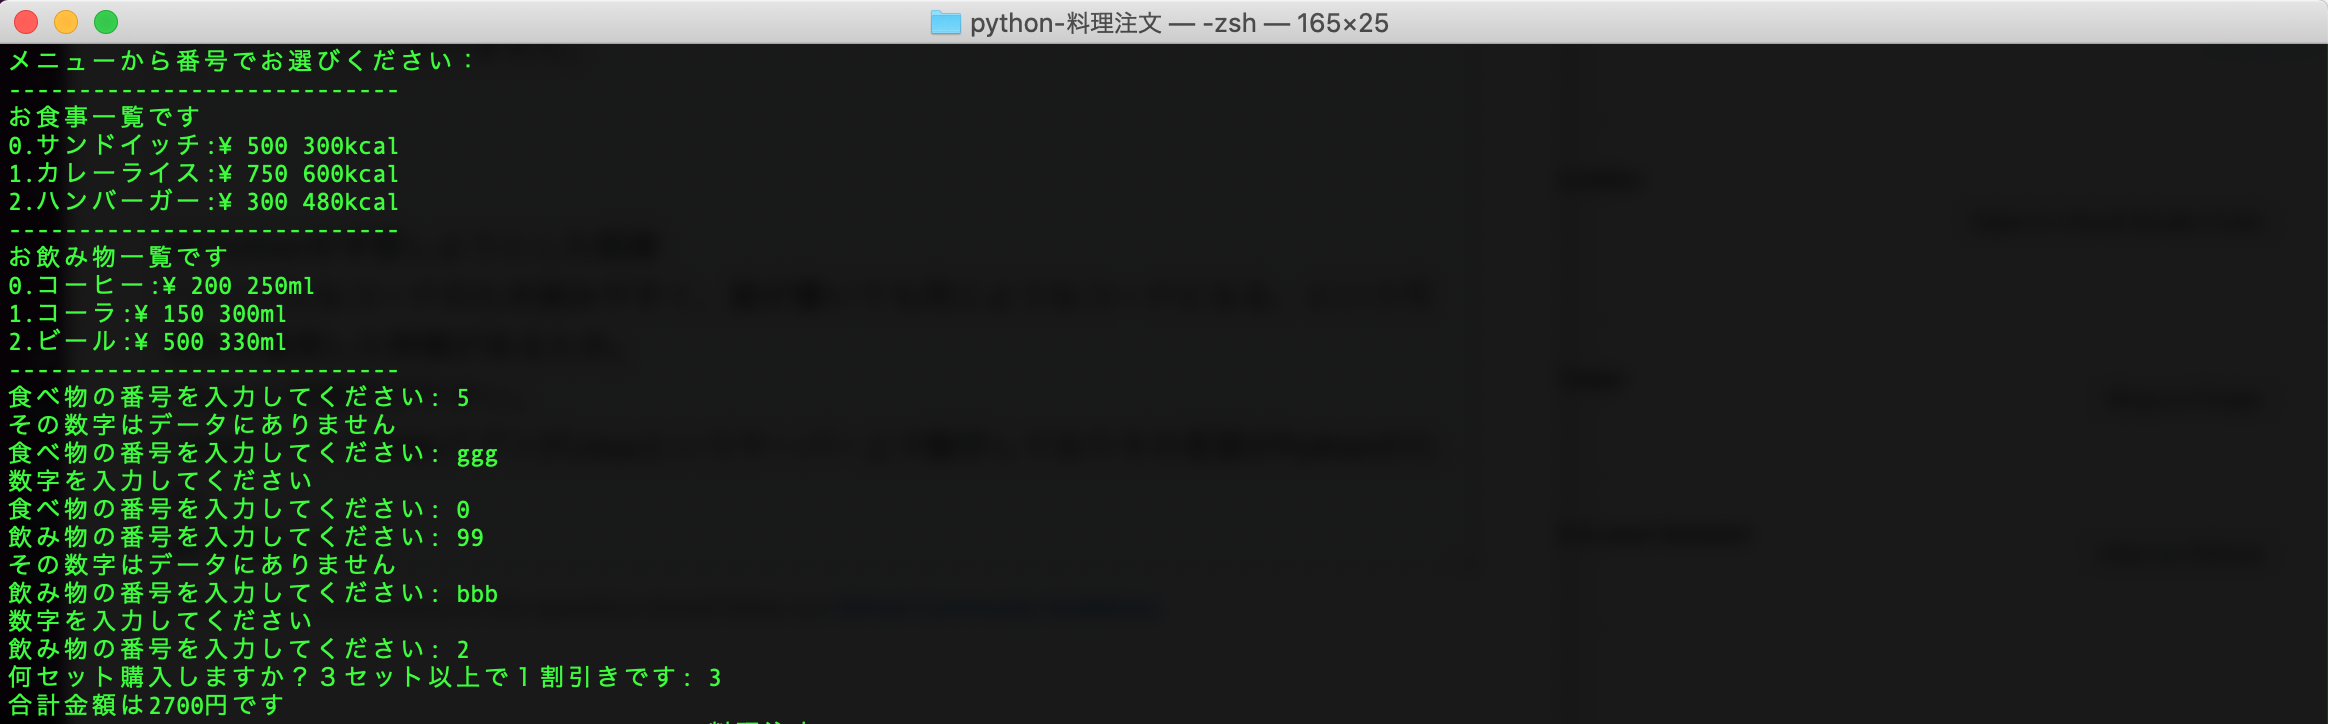 python-料理注文 — -zsh — 165×25
メニューから番号でお選びください：
----------------------------
お食事一覧です
0.サンドイッチ:¥ 500 300kcal
1.カレーライス:¥ 750 600kcal
2.ハンバーガー:¥ 300 480kcal
----------------------------
お飲み物一覧です
0.コーヒー:¥ 200 250ml
1.コーラ:¥ 150 300ml
2.ビール:¥ 500 330ml
----------------------------
食べ物の番号を入力してください: 5
その数字はデータにありません
食べ物の番号を入力してください: ggg
数字を入力してください
食べ物の番号を入力してください: 0
飲み物の番号を入力してください: 99
その数字はデータにありません
飲み物の番号を入力してください: bbb
数字を入力してください
飲み物の番号を入力してください: 2
何セット購入しますか？３セット以上で１割引きです: 3
合計金額は2700円です